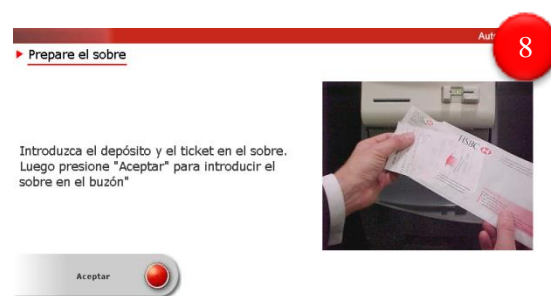 8
Prepare el sobre
Introduzca el depósito y el ticket en el sobre.
Luego presione "Aceptar" para introducir el
sobre en el buzón"
HSBC
Aceptar